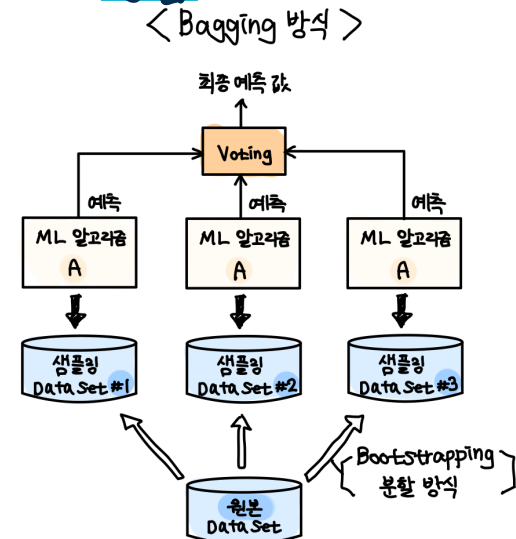 < Bagging 방식 >
최종 예측 값
Voting
예측
예측
예측
ML 알고리즘
A
ML 알고리즘
A
ML 알고리즘
A
샘플링
Data Set #1
샘플링
Data Set #2
샘플링
Data Set #3
Bootstrapping
분할 방식
원본
Data Set